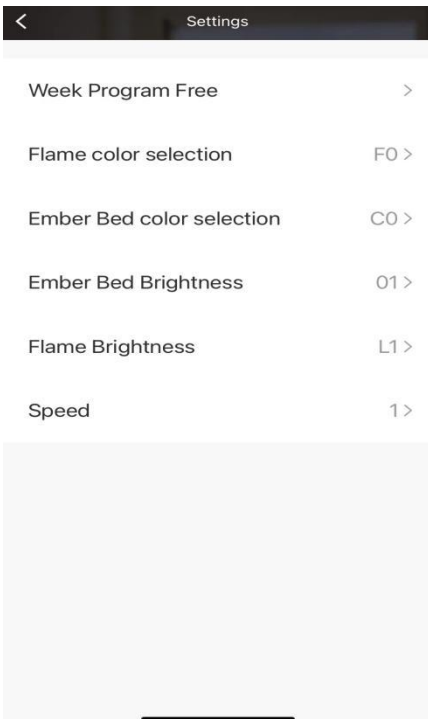 Settings
Week Program Free >
Flame color selection F0 >
Ember Bed color selection C0 >
Ember Bed Brightness 01 >
Flame Brightness L1 >
Speed 1 >